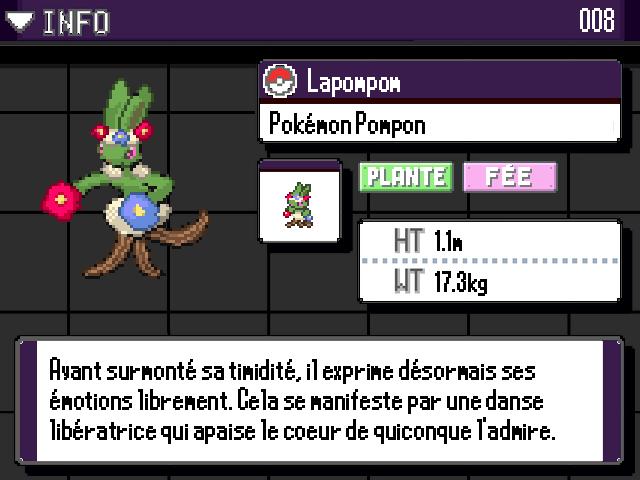 INFO
008
Lapompom
Pokémon Pompon
PLANTE
FÉE
HT 1.1m
WT 17.3kg
Ayant surmonté sa timidité, il exprime désormais ses
émotions librement. Cela se manifeste par une danse
libératrice qui apaise le coeur de quiconque l'admire.